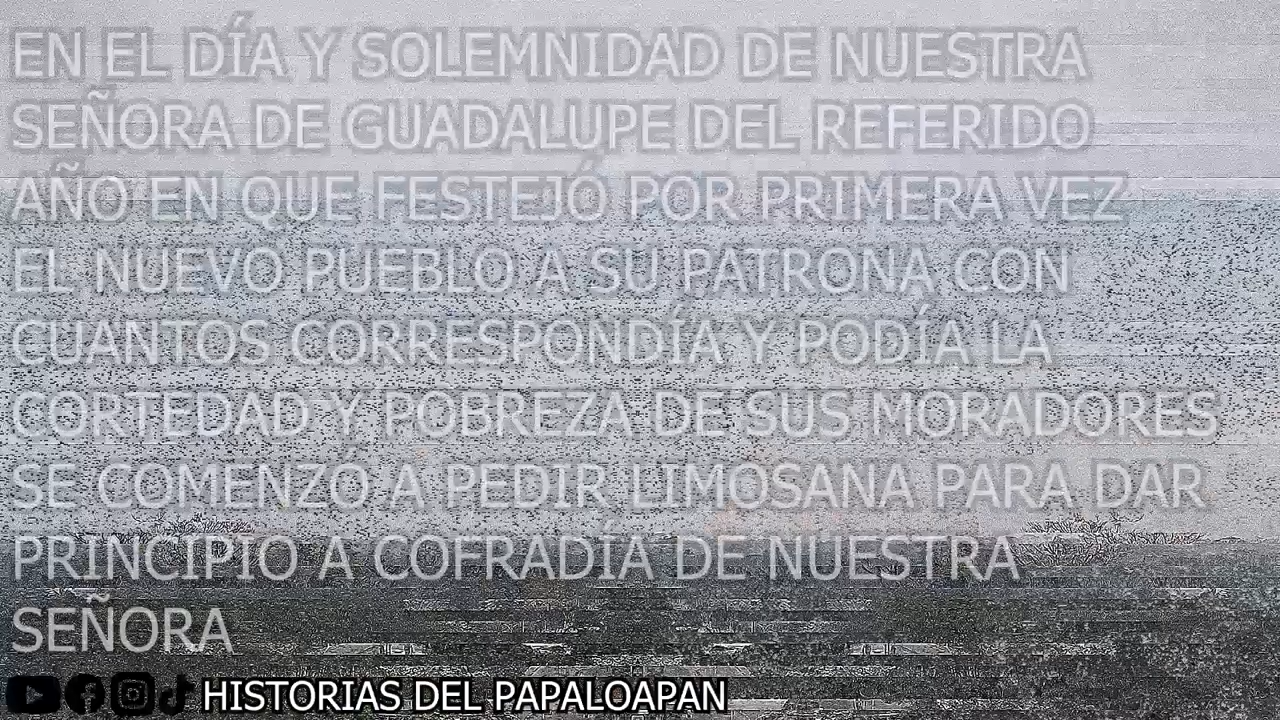 EN EL DÍA Y SOLEMNIDAD DE NUESTRA
SEÑORA DE GUADALUPE DEL REFERIDO
AÑO EN QUE FESTEJÓ POR PRIMERA VEZ
EL NUEVO PUEBLO A SU PATRONA CON
CUANTOS CORRESPONDÍA Y PODÍA LA
CORTEDAD Y POBREZA DE SUS MORADORES
SE COMENZÓ A PEDIR LIMOSANA PARA DAR
PRINCIPIO A COFRADÍA DE NUESTRA
SEÑORA
HISTORIAS DEL PAPALOAPAN